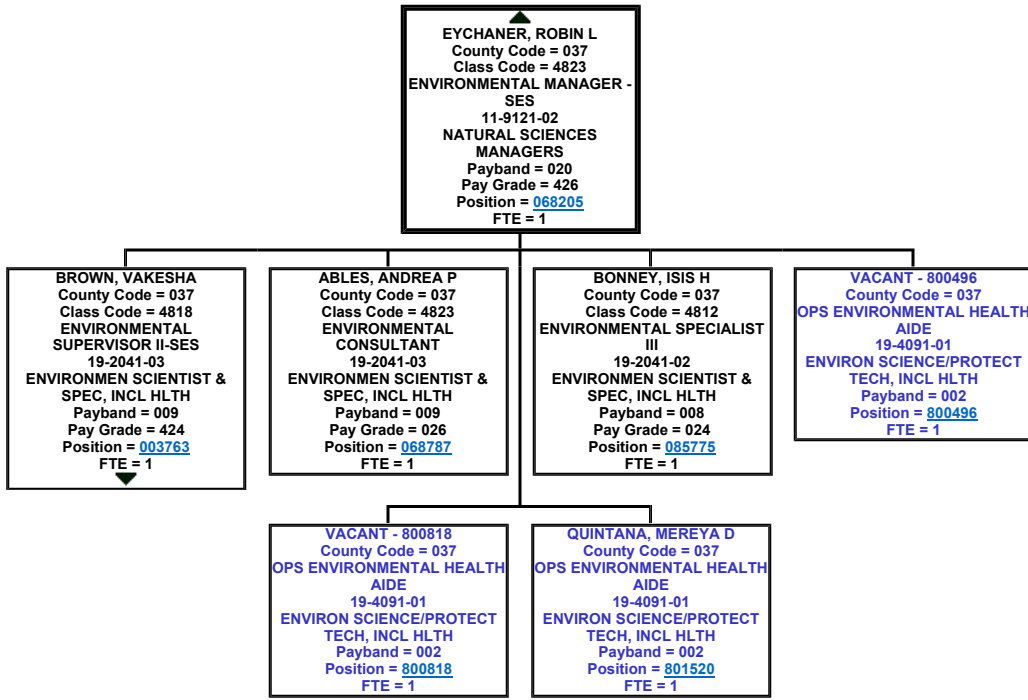 EYCHANER, ROBIN L
County Code = 037
Class Code = 4823
ENVIRONMENTAL MANAGER -
SES
11-9121-02
NATURAL SCIENCES
MANAGERS
Payband = 020
Pay Grade = 426
Position = 068205
FTE = 1
BROWN, VAKESHA
County Code = 037
Class Code = 4818
ENVIRONMENTAL
SUPERVISOR II-SES
19-2041-03
ENVIRONMEN SCIENTIST &
SPEC, INCL HLTH
Payband = 009
Pay Grade = 424
Position = 003763
FTE = 1
ABLES, ANDREA P
County Code = 037
Class Code = 4823
ENVIRONMENTAL
CONSULTANT
19-2041-03
ENVIRONMEN SCIENTIST &
SPEC, INCL HLTH
Payband = 009
Pay Grade = 026
Position = 068787
FTE = 1
BONNEY, ISIS H
County Code = 037
Class Code = 4812
ENVIRONMENTAL SPECIALIST
III
19-2041-02
ENVIRONMEN SCIENTIST &
SPEC, INCL HLTH
Payband = 008
Pay Grade = 024
Position = 085775
FTE = 1
VACANT - 800496
County Code = 037
OPS ENVIRONMENTAL HEALTH
AIDE
19-4091-01
ENVIRON SCIENCE/PROTECT
TECH, INCL HLTH
Payband = 002
Position = 800496
FTE = 1
VACANT - 800818
County Code = 037
OPS ENVIRONMENTAL HEALTH
AIDE
19-4091-01
ENVIRON SCIENCE/PROTECT
TECH, INCL HLTH
Payband = 002
Position = 800818
FTE = 1
QUINTANA, MEREYA D
County Code = 037
OPS ENVIRONMENTAL HEALTH
AIDE
19-4091-01
ENVIRON SCIENCE/PROTECT
TECH, INCL HLTH
Payband = 002
Position = 801520
FTE = 1